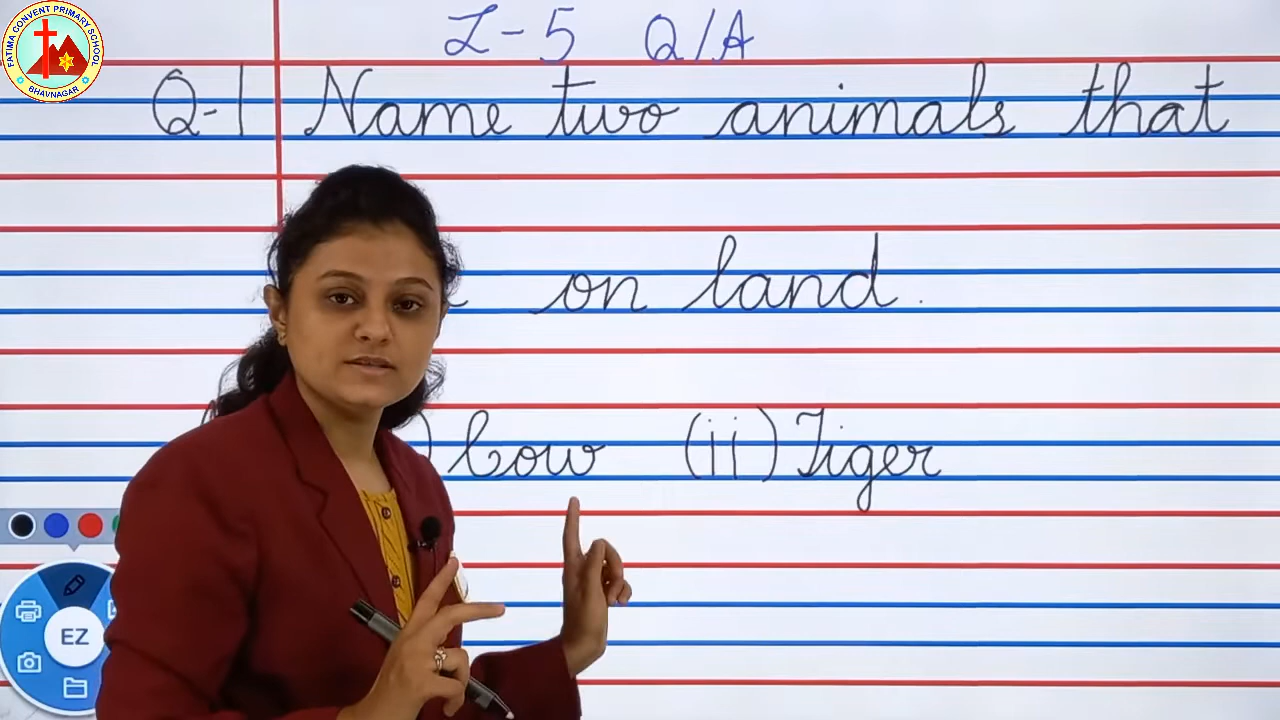 FATIMA CONVENT PRIMARY SCHOOL
BHAVNAGAR
L-5 Q/A
Q-1 Name two animals that
on land.
Cow (ii) Tiger
EZ